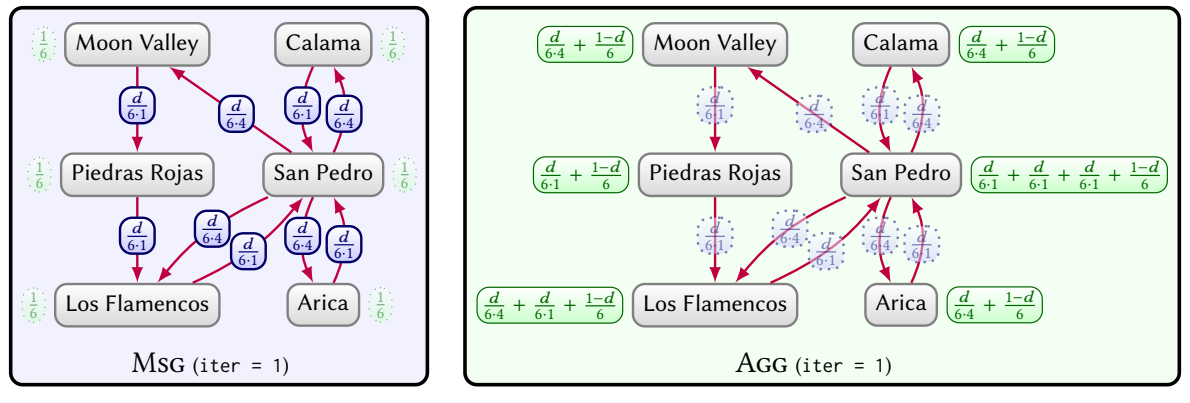 1/6 Moon Valley Calama 1/6
d/6·1 d/6·4 d/6·1 d/6·4
1/6 Piedras Rojas San Pedro 1/6
d/6·1 d/6·4 d/6·1 d/6·4 d/6·1
1/6 Los Flamencos Arica 1/6
MSG (iter = 1)
d/6·4 + 1−d/6 Moon Valley Calama d/6·4 + 1−d/6
d/6·1 d/6·4 d/6·1 d/6·4
d/6·1 + 1−d/6 Piedras Rojas San Pedro d/6·1 + d/6·1 + d/6·1 + 1−d/6
d/6·1 d/6·4 d/6·1 d/6·4 d/6·1
d/6·4 + d/6·1 + 1−d/6 Los Flamencos Arica d/6·4 + 1−d/6
AGG (iter = 1)